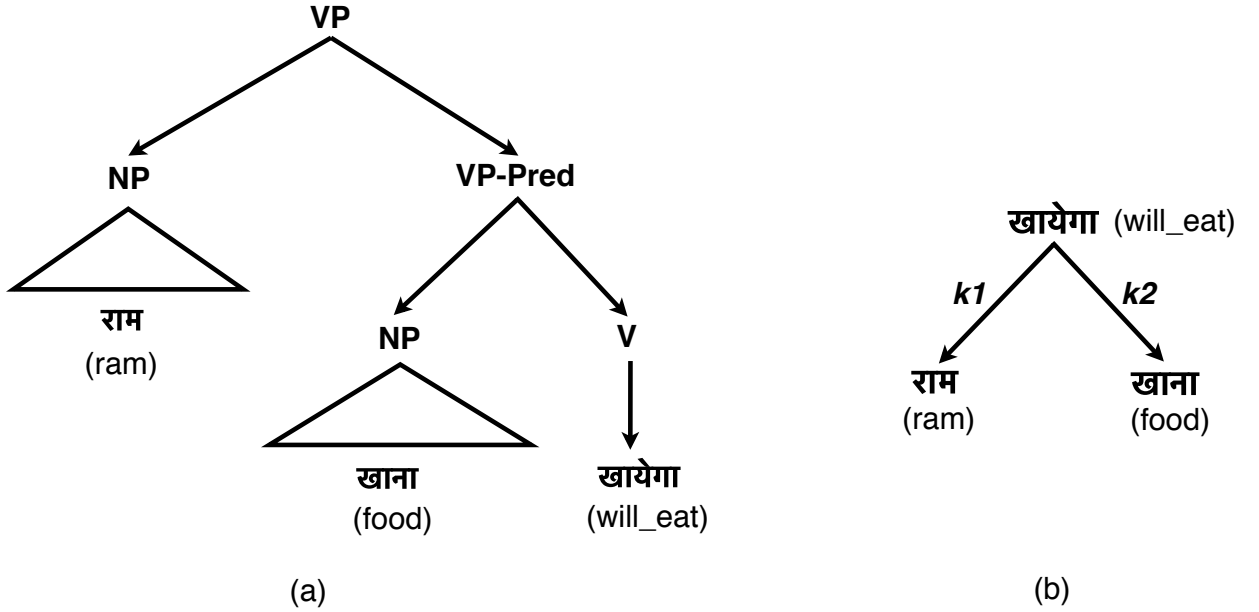 VP
NP VP-Pred
राम
(ram)
NP V
खाना
(food)
खायेगा
(will_eat)
(a)
खायेगा (will_eat)
k1 k2
राम
(ram)
खाना
(food)
(b)